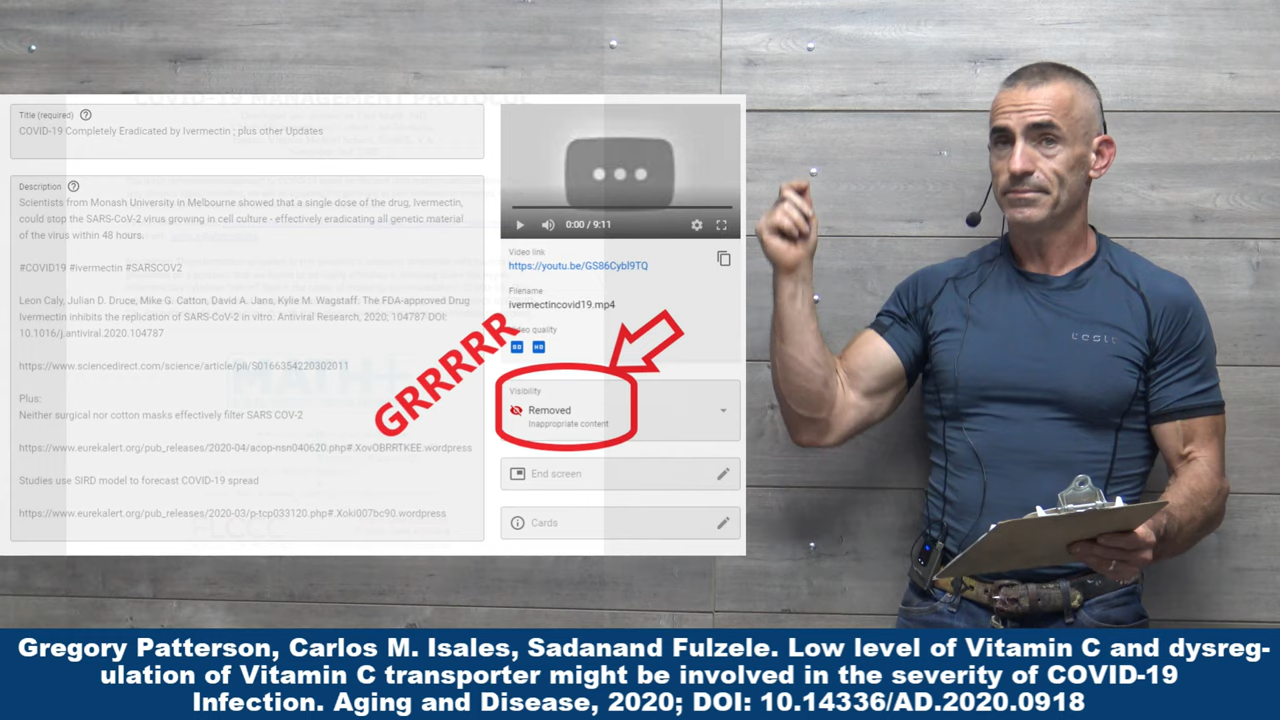 COVID-19 MANAGEMENT PROTOCOL
Title (required)
COVID-19 Completely Eradicated by Ivermectin ; plus other Updates
Description
Scientists from Monash University in Melbourne showed that a single dose of the drug, Ivermectin,
could stop the SARS-CoV-2 virus growing in cell culture - effectively eradicating all genetic material
of the virus within 48 hours.
#COVID19 #ivermectin #SARSCOV2
Leon Caly, Julian D. Druce, Mike G. Catton, David A. Jans, Kylie M. Wagstaff. The FDA-approved Drug
Ivermectin inhibits the replication of SARS-CoV-2 in vitro. Antiviral Research, 2020; 104787 DOI:
10.1016/j.antiviral.2020.104787
https://www.sciencedirect.com/science/article/pii/S0166354220302011
MATH+
Plus:
Neither surgical nor cotton masks effectively filter SARS COV-2
https://www.eurekalert.org/pub_releases/2020-04/acop-nsn040620.php#.XovOBRRTKEE.wordpress
Studies use SIRD model to forecast COVID-19 spread
https://www.eurekalert.org/pub_releases/2020-03/p-tcp033120.php#.Xoki007bc90.wordpress
FLCCC
0:00 / 9:11
Video link
https://youtu.be/GS86Cybl9TQ
Filename
ivermectincovid19.mp4
Video quality
SD HD
GRRRRR
Visibility
Removed
Inappropriate content
End screen
Cards
Gregory Patterson, Carlos M. Isales, Sadanand Fulzele. Low level of Vitamin C and dysreg-
ulation of Vitamin C transporter might be involved in the severity of COVID-19
Infection. Aging and Disease, 2020; DOI: 10.14336/AD.2020.0918